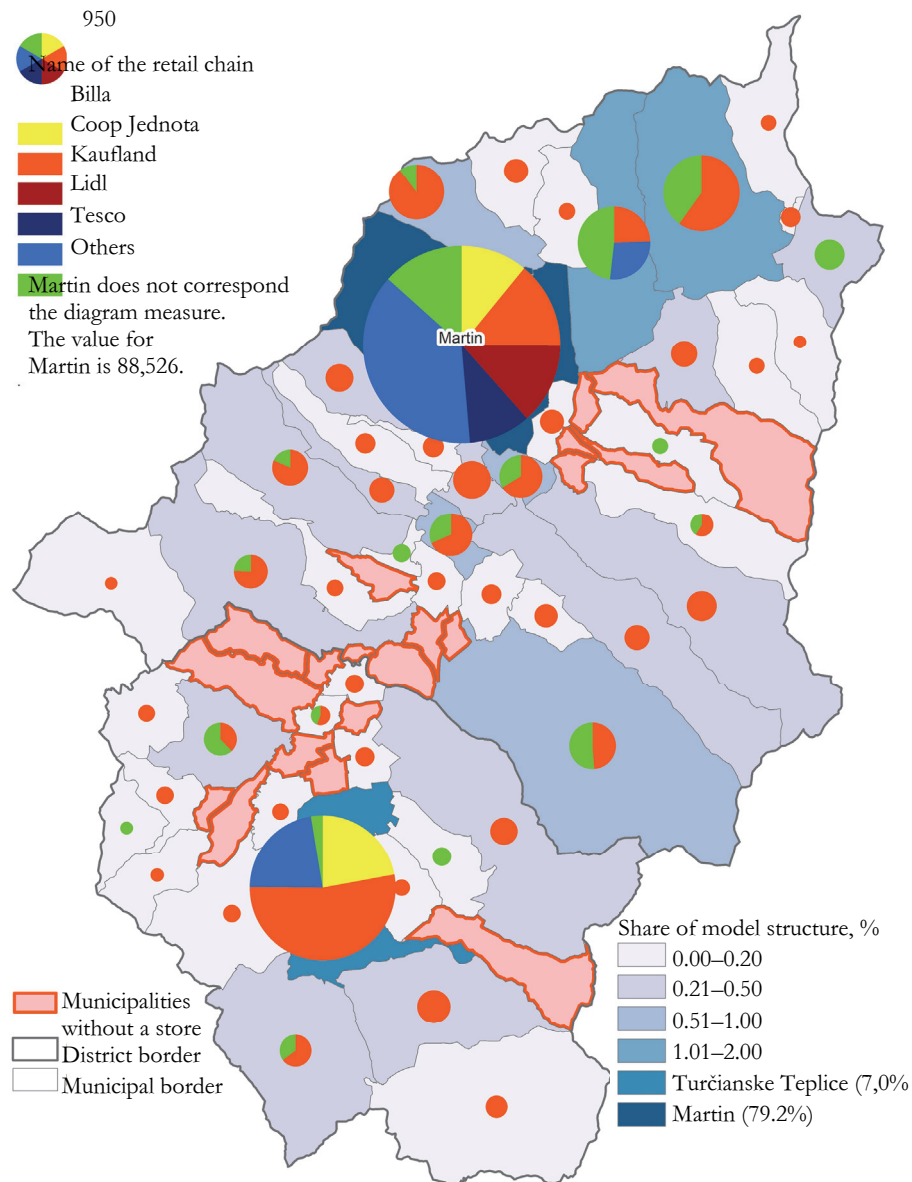 950
Name of the retail chain
Billa
Coop Jednota
Kaufland
Lidl
Tesco
Others
Martin does not correspond
the diagram measure.
The value for
Martin is 88,526.
Martin
Share of model structure, %
0.00–0.20
0.21–0.50
0.51–1.00
1.01–2.00
Turčianske Teplice (7,0%
Martin (79.2%)
Municipalities
without a store
District border
Municipal border